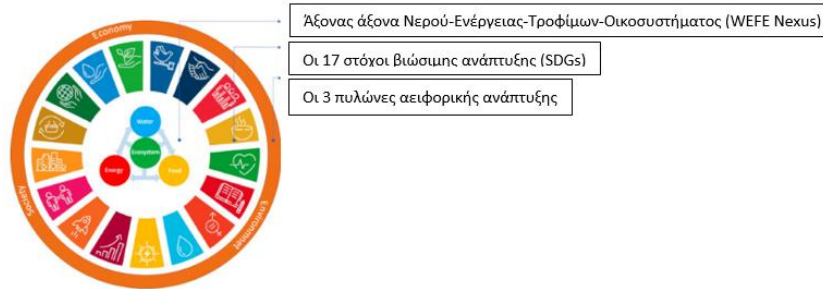 Άξονας άξονα Νερού-Ενέργειας-Τροφίμων-Οικοσυστήματος (WEFE Nexus)
Οι 17 στόχοι βιώσιμης ανάπτυξης (SDGs)
Οι 3 πυλώνες αειφορικής ανάπτυξης
Economy
Water
Ecosystem
Energy
Food
Society
Environmnet